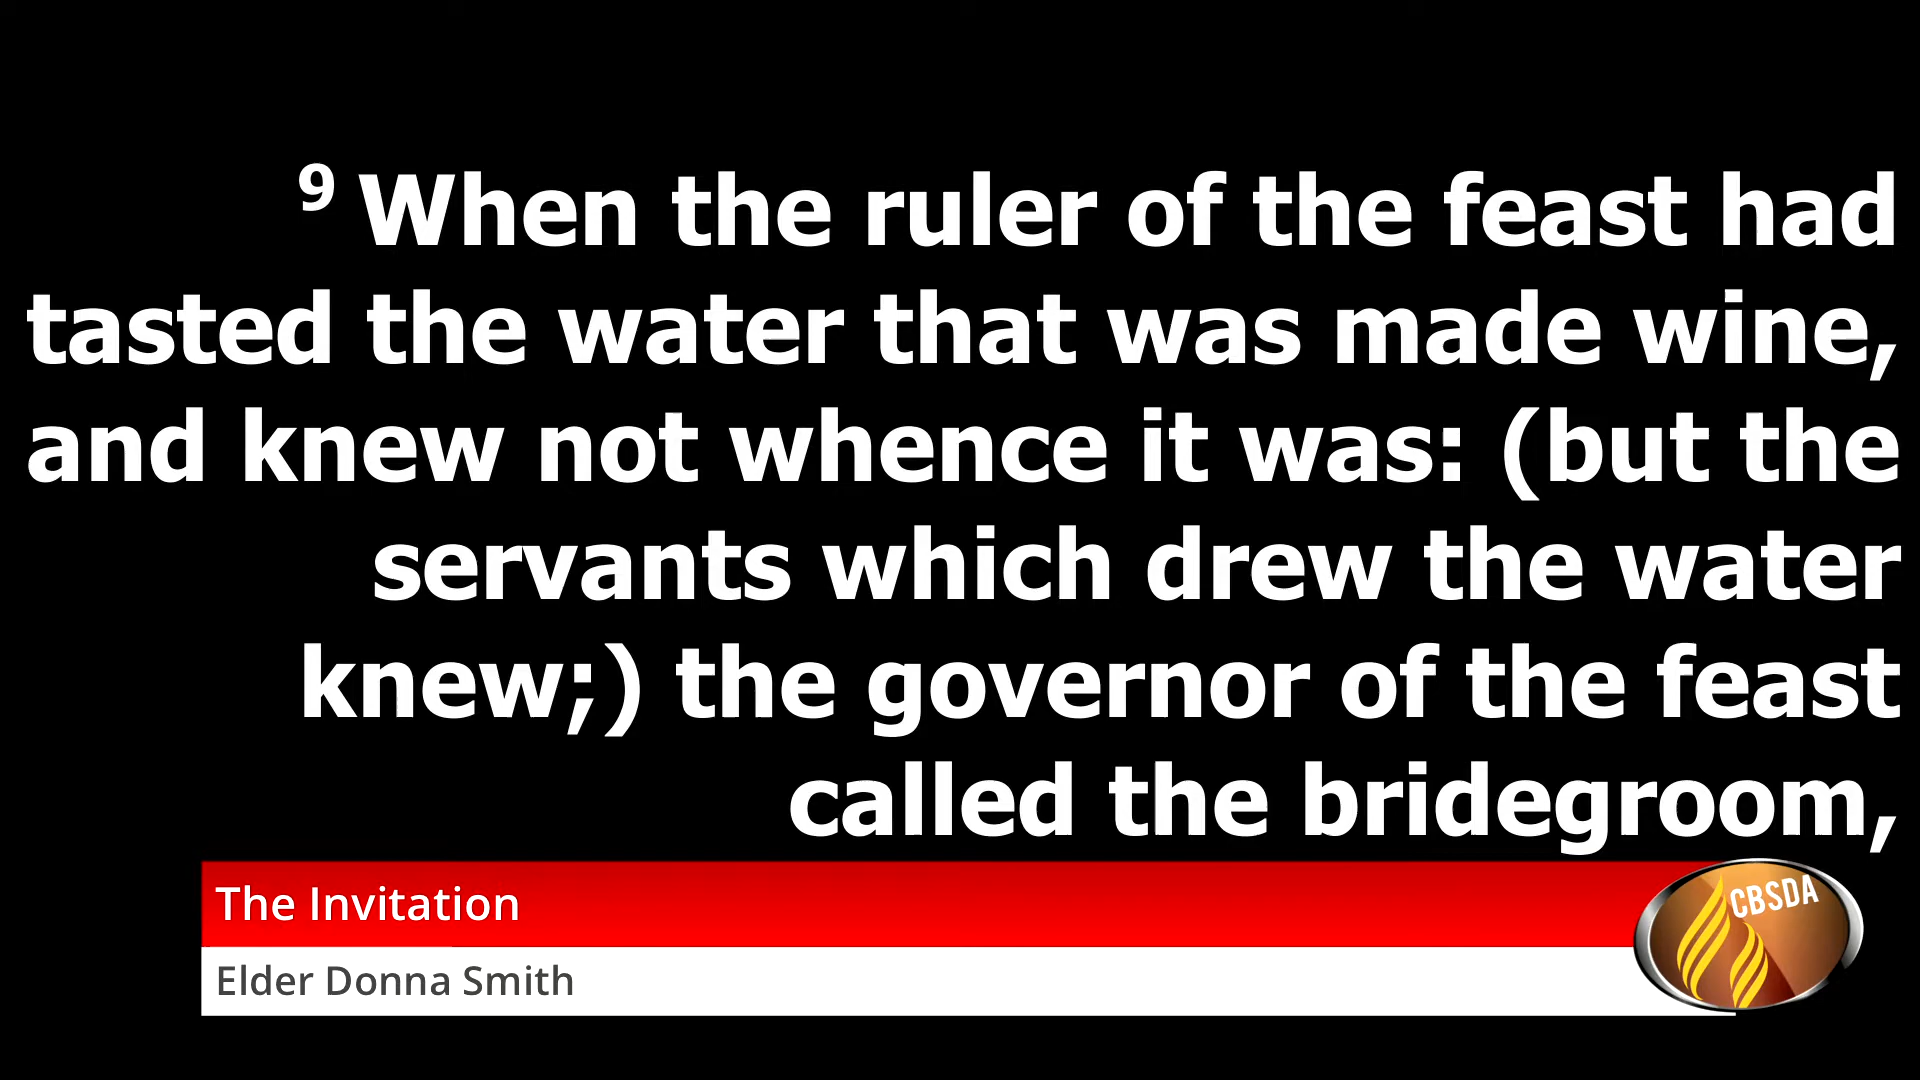 9 When the ruler of the feast had
tasted the water that was made wine,
and knew not whence it was: (but the
servants which drew the water
knew;) the governor of the feast
called the bridegroom,
The Invitation
CBSDA
Elder Donna Smith